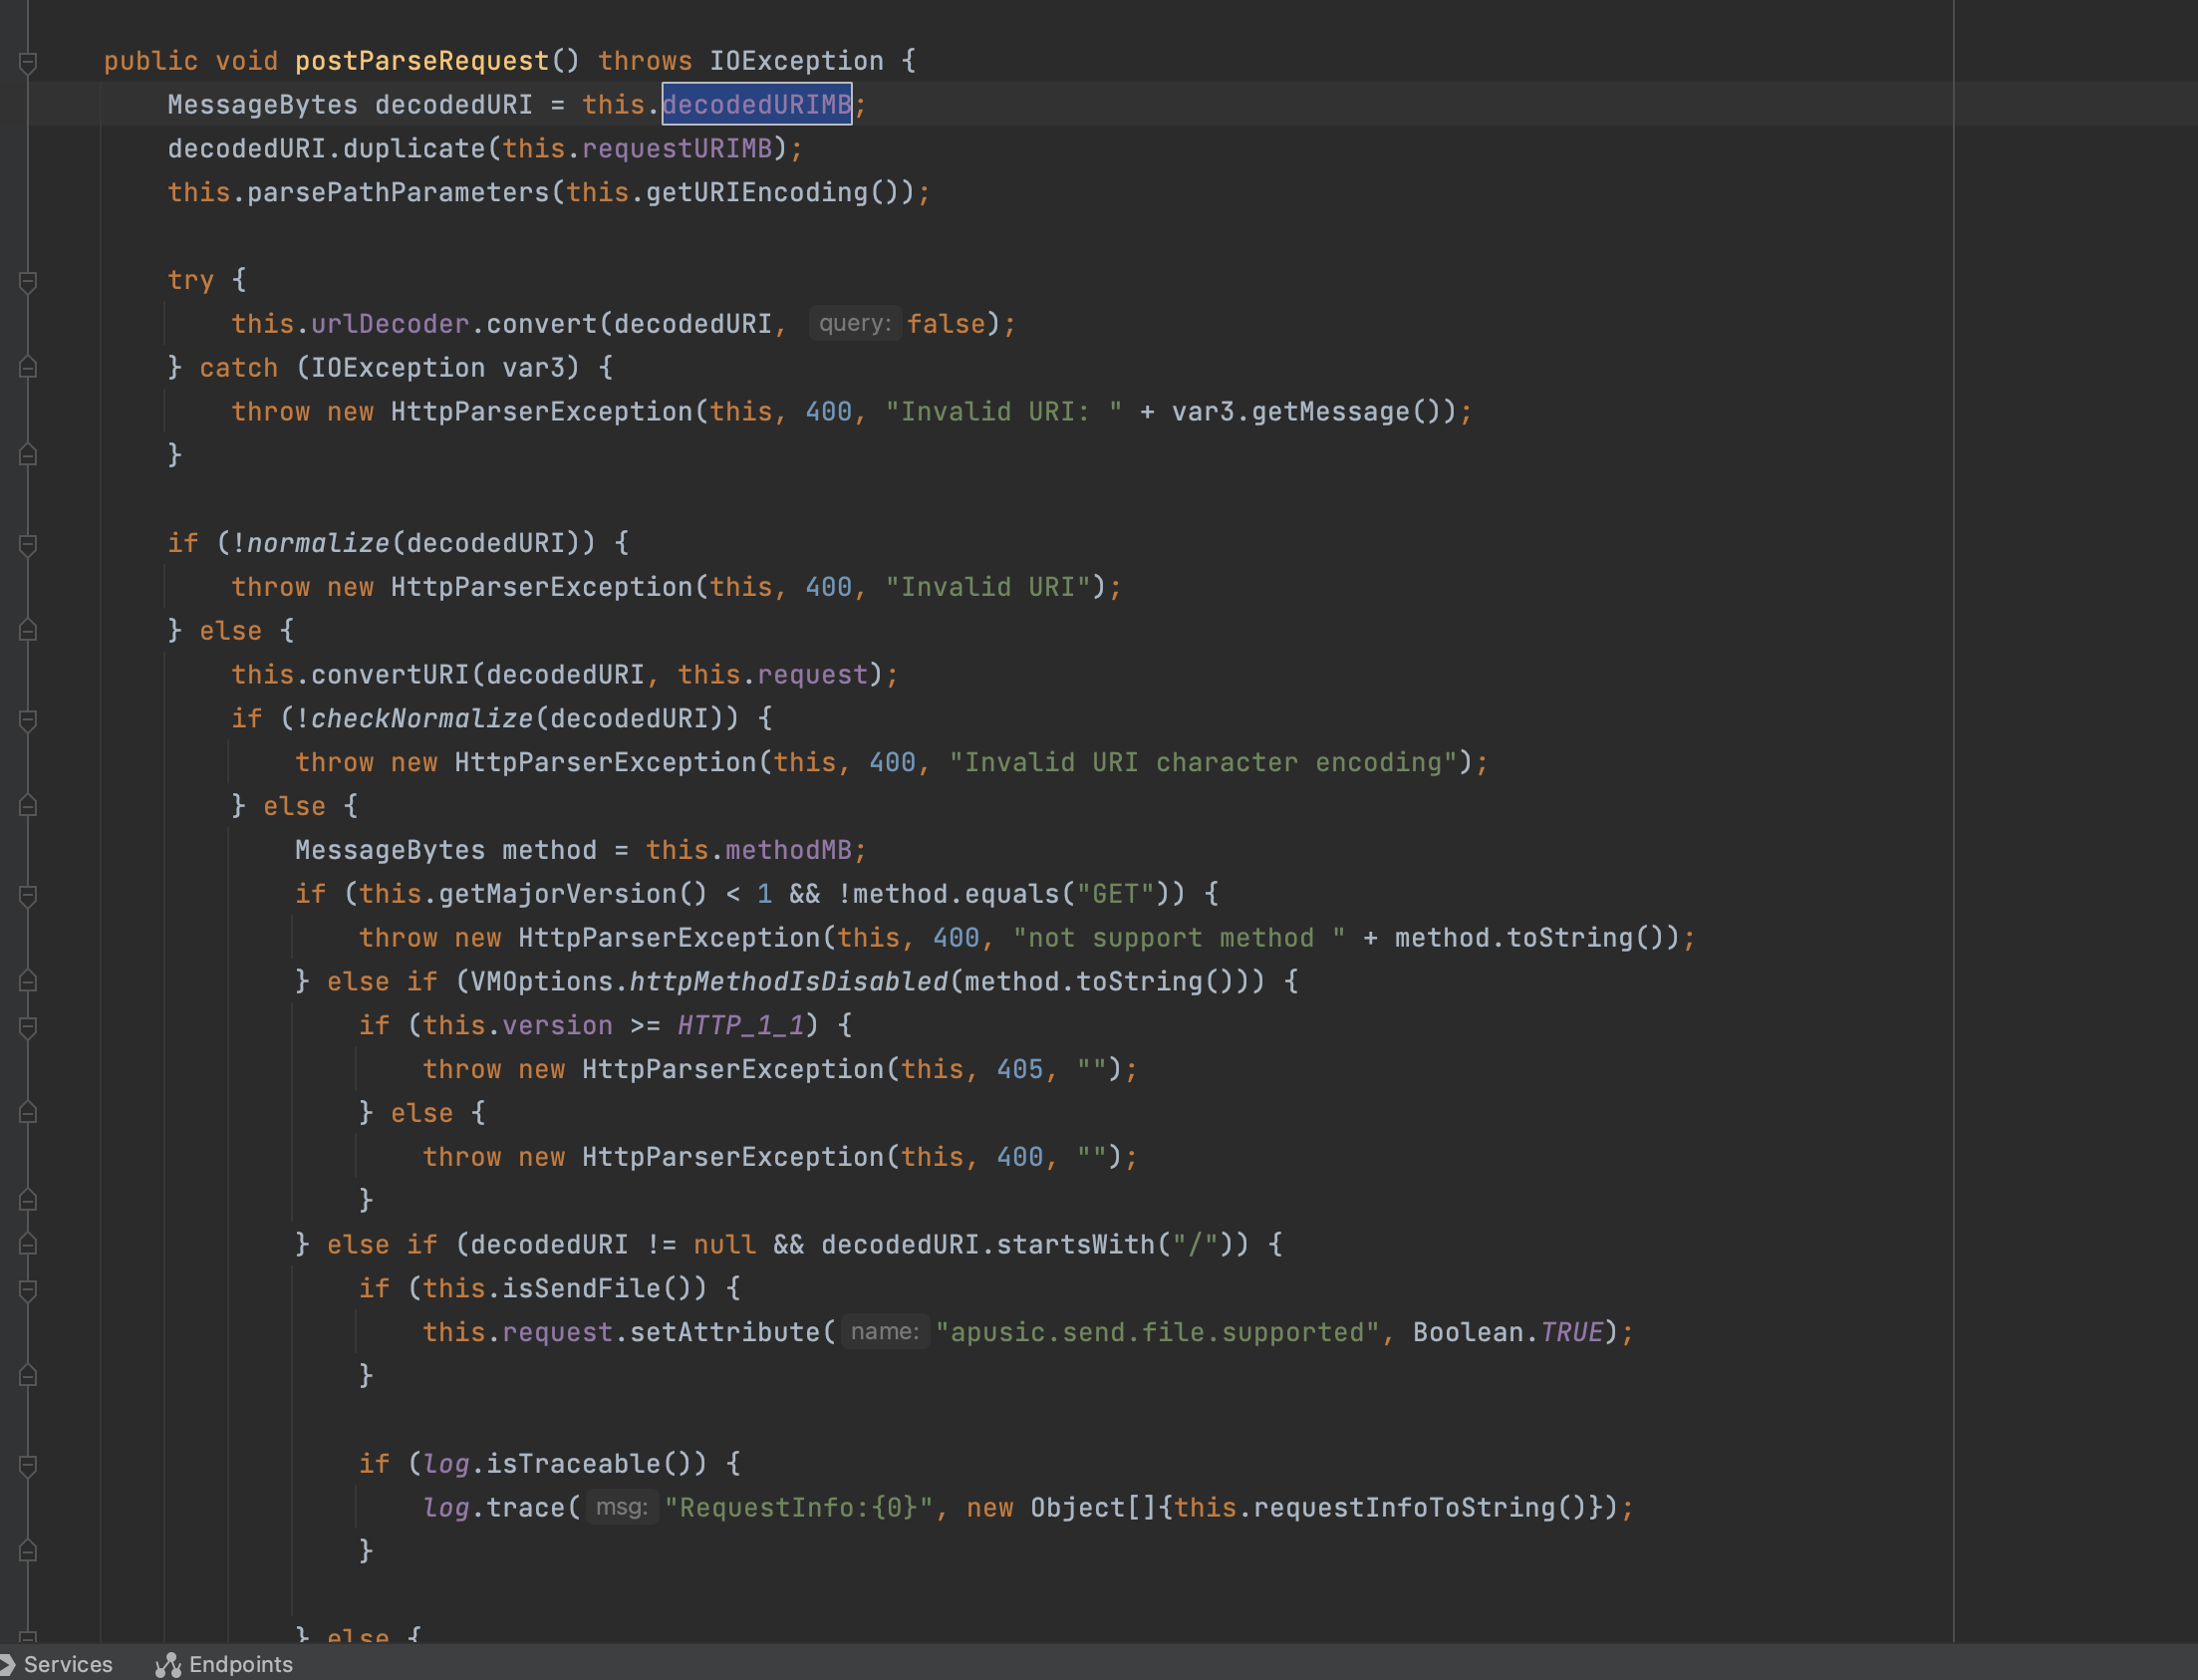 public void postParseRequest() throws IOException {
MessageBytes decodedURI = this.decodedURIMB;
decodedURI.duplicate(this.requestURIMB);
this.parsePathParameters(this.getURIEncoding());
try {
this.urlDecoder.convert(decodedURI, query: false);
} catch (IOException var3) {
throw new HttpParserException(this, 400, "Invalid URI: " + var3.getMessage());
}
if (!normalize(decodedURI)) {
throw new HttpParserException(this, 400, "Invalid URI");
} else {
this.convertURI(decodedURI, this.request);
if (!checkNormalize(decodedURI)) {
throw new HttpParserException(this, 400, "Invalid URI character encoding");
} else {
MessageBytes method = this.methodMB;
if (this.getMajorVersion() < 1 && !method.equals("GET")) {
throw new HttpParserException(this, 400, "not support method " + method.toString());
} else if (VMOptions.httpMethodIsDisabled(method.toString())) {
if (this.version >= HTTP_1_1) {
throw new HttpParserException(this, 405, "");
} else {
throw new HttpParserException(this, 400, "");
}
} else if (decodedURI != null && decodedURI.startsWith("/")) {
if (this.isSendFile()) {
this.request.setAttribute( name: "apusic.send.file.supported", Boolean.TRUE);
}
if (log.isTraceable()) {
log.trace( msg: "RequestInfo:{0}", new Object[]{this.requestInfoToString()});
}
} else {
Services Endpoints